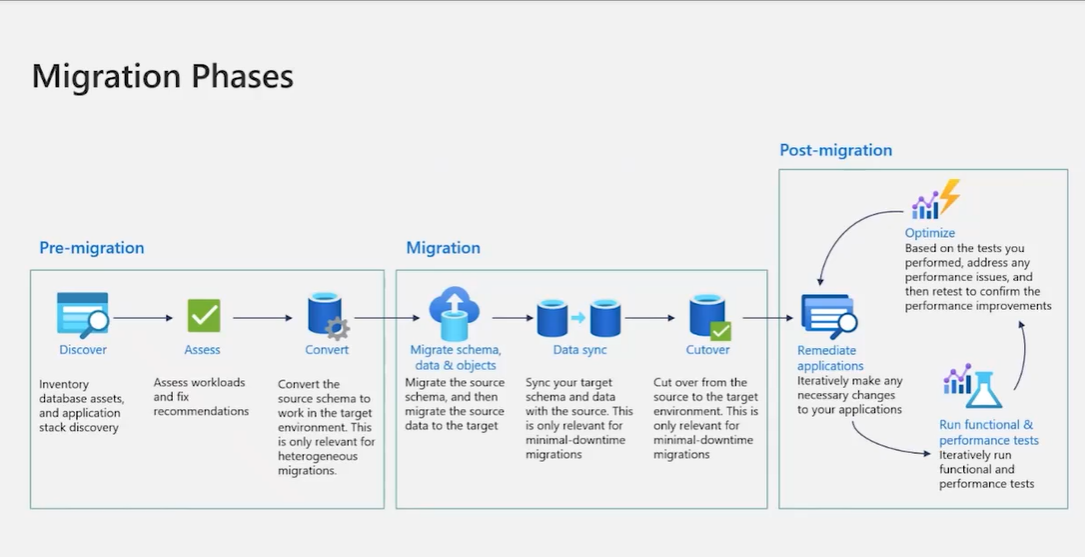 Migration Phases
Pre-migration
Discover
Inventory
database assets,
and application
stack discovery
Assess
Assess workloads
and fix
recommendations
Convert
Convert the
source schema to
work in the target
environment. This
is only relevant for
heterogeneous
migrations.
Migration
Migrate schema,
data & objects
Migrate the source
schema, and then
migrate the source
data to the target
Data sync
Sync your target
schema and data
with the source. This
is only relevant for
minimal-downtime
migrations
Cutover
Cut over from the
source to the target
environment. This is
only relevant for
minimal-downtime
migrations
Post-migration
Remediate
applications
Iteratively make any
necessary changes
to your applications
Run functional &
performance tests
Iteratively run
functional and
performance tests
Optimize
Based on the tests you
performed, address any
performance issues, and
then retest to confirm the
performance improvements